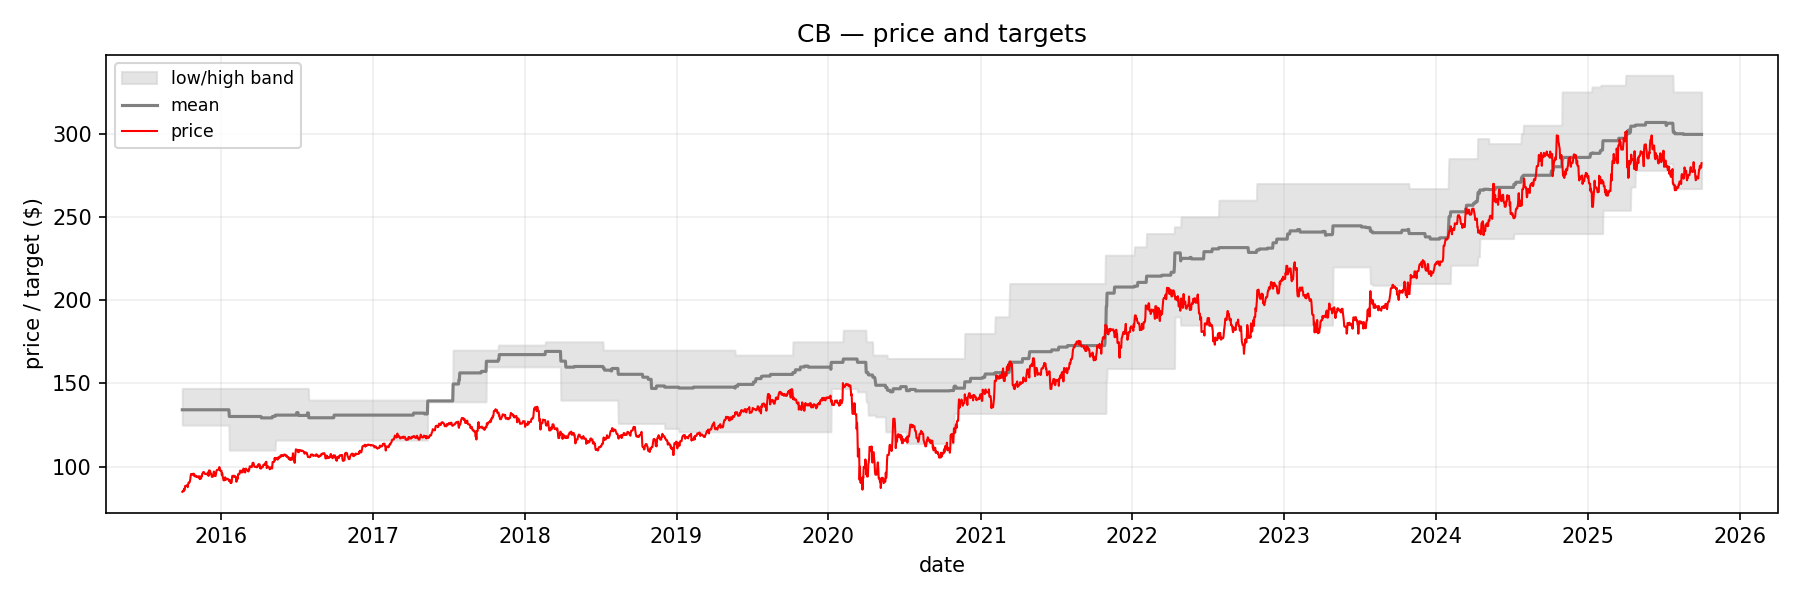 CB — price and targets
low/high band
mean
price
price / target ($)
300
250
200
150
100
2016 2017 2018 2019 2020 2021 2022 2023 2024 2025 2026
date